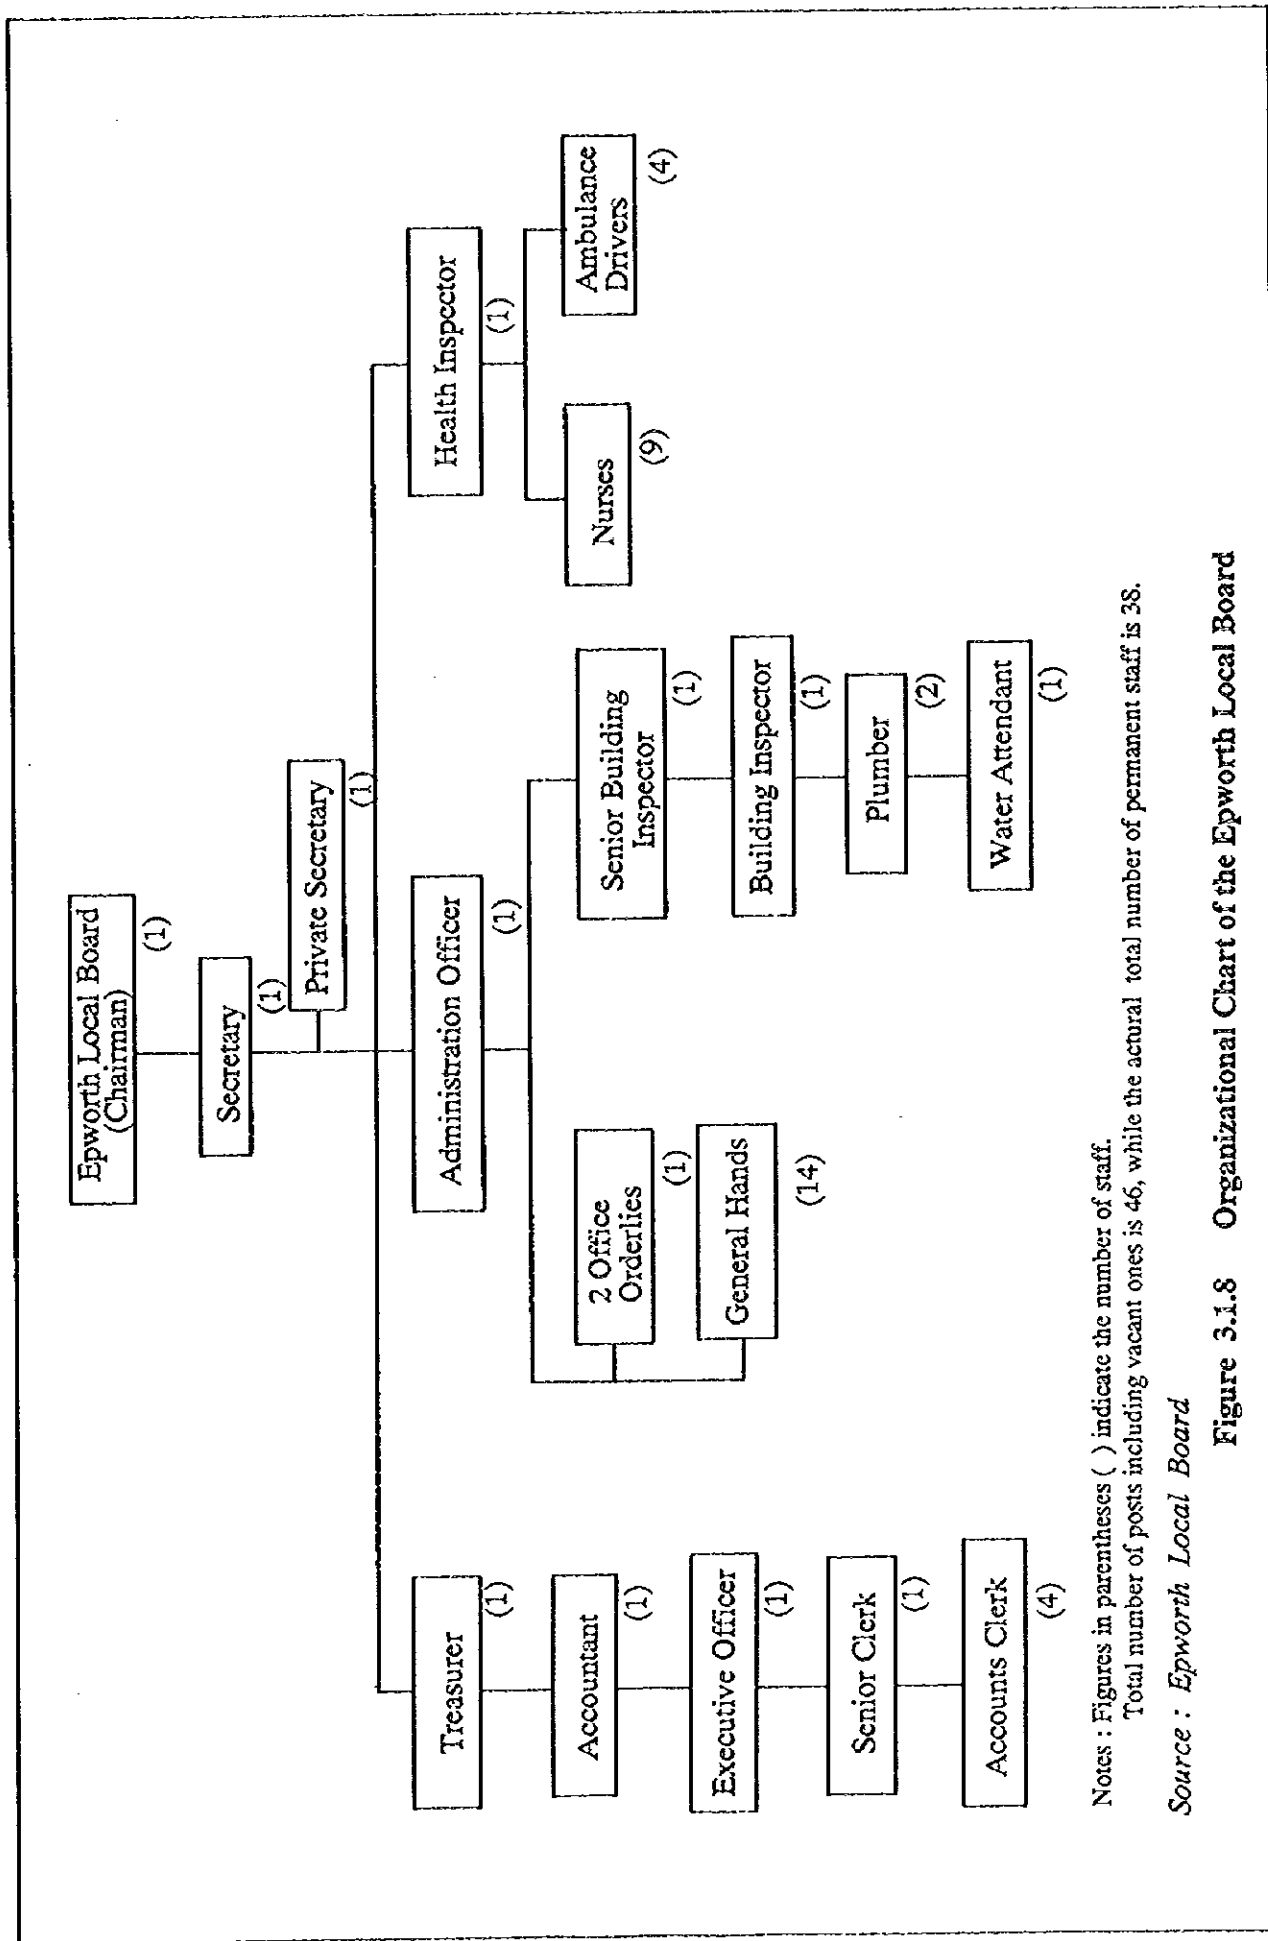 Epworth Local Board
(Chairman)
(1)
Secretary
(1)
Private Secretary
(1)
Treasurer
(1)
Accountant
(1)
Executive Officer
(1)
Senior Clerk
(1)
Accounts Clerk
(4)
Administration Officer
(1)
2 Office
Orderlies
(1)
General Hands
(14)
Senior Building
Inspector
(1)
Building Inspector
(1)
Plumber
(2)
Water Attendant
(1)
Health Inspector
(1)
Nurses
(9)
Ambulance
Drivers
(4)
Notes : Figures in parentheses ( ) indicate the number of staff.
Total number of posts including vacant ones is 46, while the actural total number of permanent staff is 38.
Source : Epworth Local Board
Figure 3.1.8 Organizational Chart of the Epworth Local Board